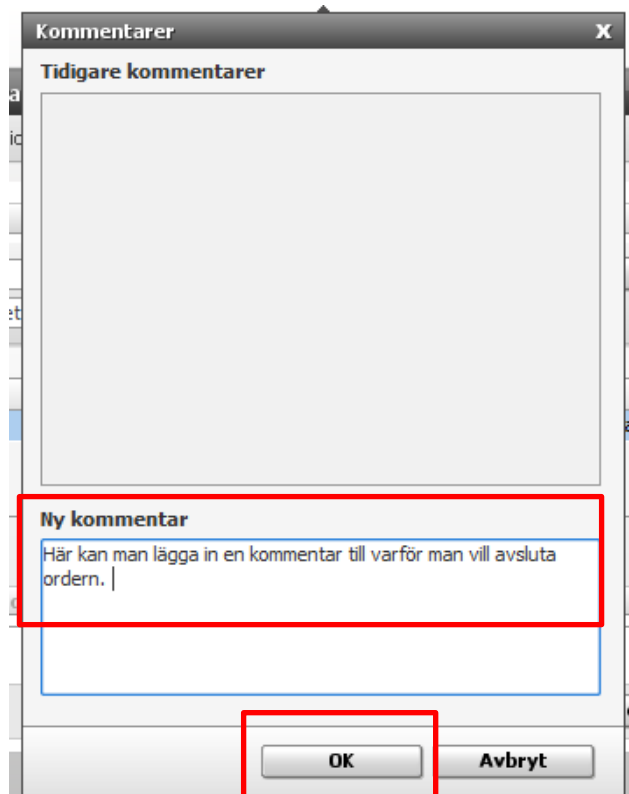 Kommentarer X
Tidigare kommentarer
Ny kommentar
Här kan man lägga in en kommentar till varför man vill avsluta
ordern.
OK Avbryt